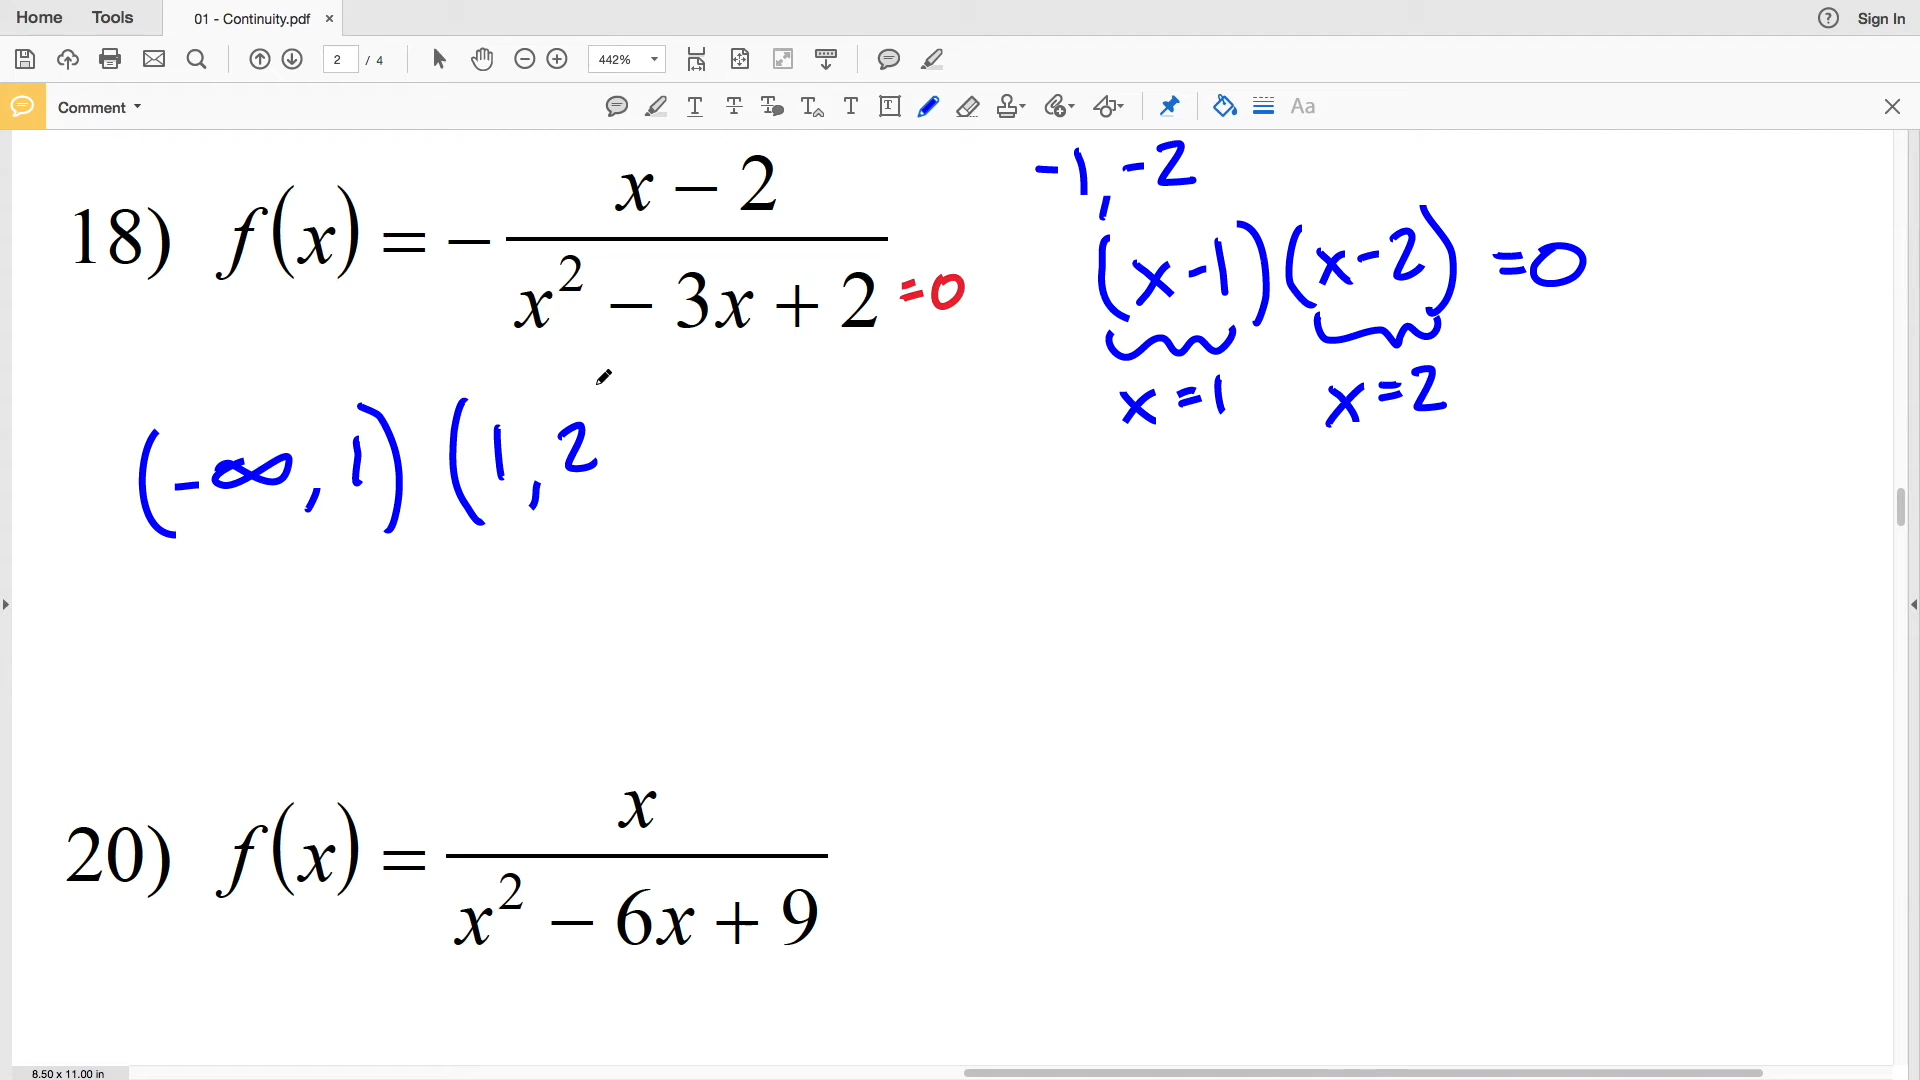 Home Tools 01 - Continuity.pdf × ? Sign In
2 / 4 442%
Comment T T T T T T Aa
-1, -2
18) f(x) = - (x - 2)/(x² - 3x + 2) =0
(x-1)(x-2) =0
x=1 x=2
(-∞, 1) (1, 2
20) f(x) = x/(x² - 6x + 9)
8.50 x 11.00 in